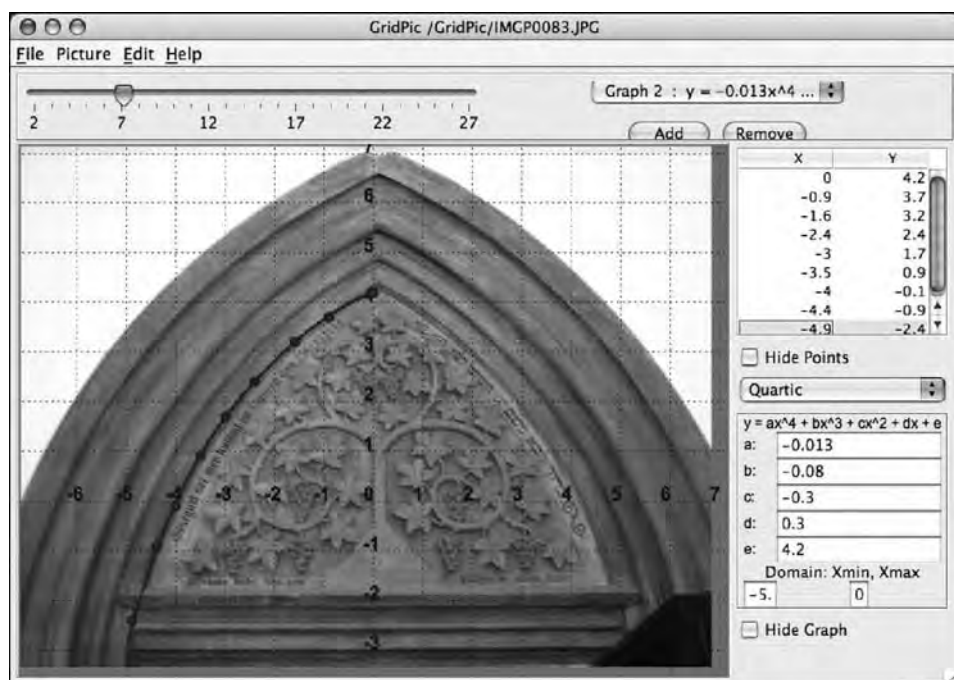 GridPic /GridPic/IMGP0083.JPG
File Picture Edit Help
2 7 12 17 22 27
Graph 2 : y = -0.013x^4 ...
Add Remove
X Y
0 4.2
-0.9 3.7
-1.6 3.2
-2.4 2.4
-3 1.7
-3.5 0.9
-4 -0.1
-4.4 -0.9
-4.9 -2.4
Hide Points
Quartic
y = ax^4 + bx^3 + cx^2 + dx + e
a: -0.013
b: -0.08
c: -0.3
d: 0.3
e: 4.2
Domain: Xmin, Xmax
-5. 0
Hide Graph
6
5
3
2
1
-6 -5 -4 -3 -2 -1 -0 1 2 3 4 5 6 7
-1
-2
-3